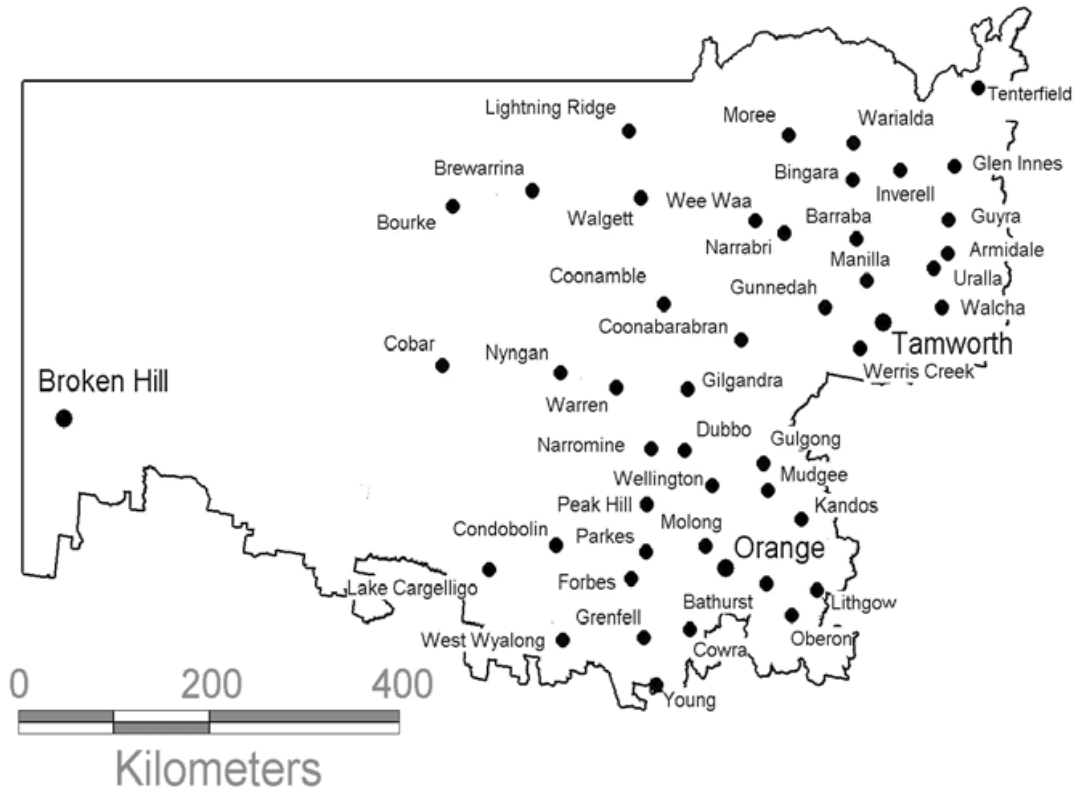 Tenterfield
Lightning Ridge
Moree
Warialda
Brewarrina
Bingara
Glen Innes
Inverell
Wee Waa
Bourke
Walgett
Barraba
Guyra
Narrabri
Manilla
Armidale
Coonamble
Uralla
Gunnedah
Walcha
Coonabarabran
Cobar
Nyngan
Tamworth
Werris Creek
Broken Hill
Gilgandra
Warren
Dubbo
Gulgong
Narromine
Wellington
Mudgee
Peak Hill
Kandos
Molong
Condobolin
Parkes
Orange
Forbes
Lake Cargelligo
Bathurst
Lithgow
Grenfell
West Wyalong
Oberon
Cowra
Young
0 200 400
Kilometers